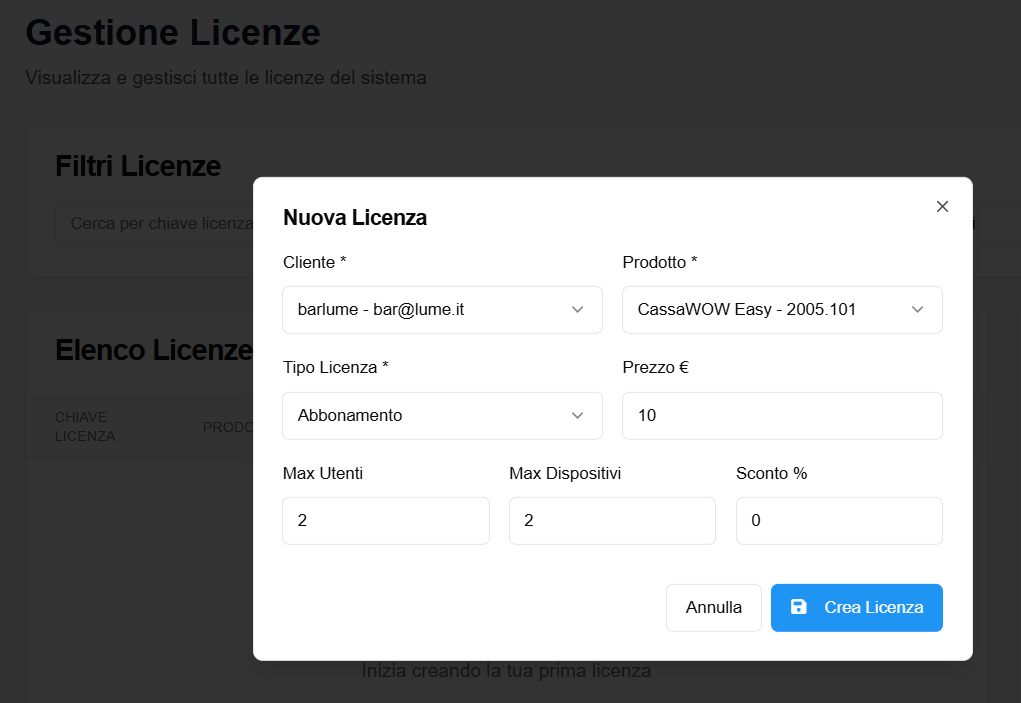 Gestione Licenze
Visualizza e gestisci tutte le licenze del sistema
Filtri Licenze
Cerca per chiave licenza
Nuova Licenza
Cliente *
Prodotto *
barlume - bar@lume.it
CassaWOW Easy - 2005.101
Elenco Licenze
Tipo Licenza *
Prezzo €
Abbonamento
10
CHIAVE
LICENZA
Max Utenti
Max Dispositivi
Sconto %
2
2
0
Annulla
Crea Licenza
Inizia creando la tua prima licenza